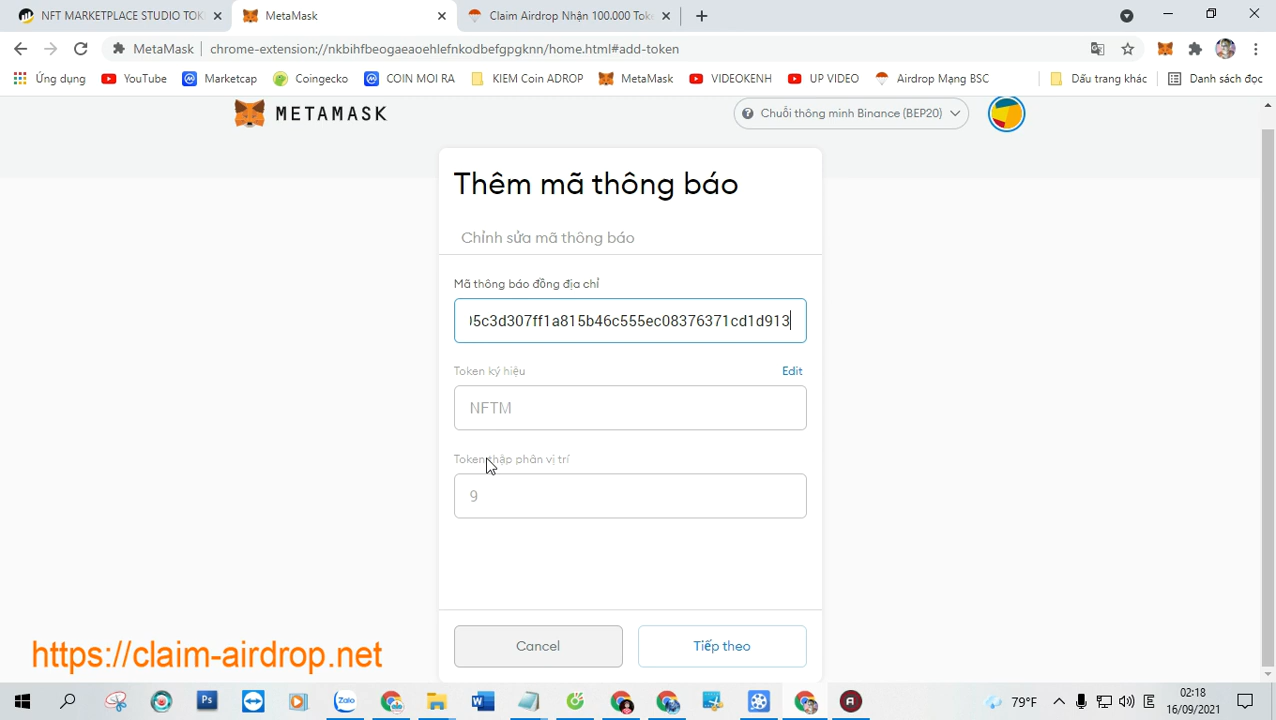 NFT MARKETPLACE STUDIO TOK
MetaMask
Claim Airdrop Nhận 100.000 Toke
MetaMask
chrome-extension://nkbihfbeogaeaoehlefnkodbefgpgknn/home.html#add-token
Ứng dụng
YouTube
Marketcap
Coingecko
COIN MOI RA
KIEM Coin ADROP
MetaMask
VIDEOKENH
UP VIDEO
Airdrop Mạng BSC
Dấu trang khác
Danh sách đọc
METAMASK
Chuỗi thông minh Binance (BEP20)
Thêm mã thông báo
Chỉnh sửa mã thông báo
Mã thông báo đồng địa chỉ
5c3d307ff1a815b46c555ec08376371cd1d913
Token ký hiệu
Edit
NFTM
Token thập phân vị trí
9
Cancel
Tiếp theo
https://claim-airdrop.net
Ps
Zalo
79°F
02:18
16/09/2021